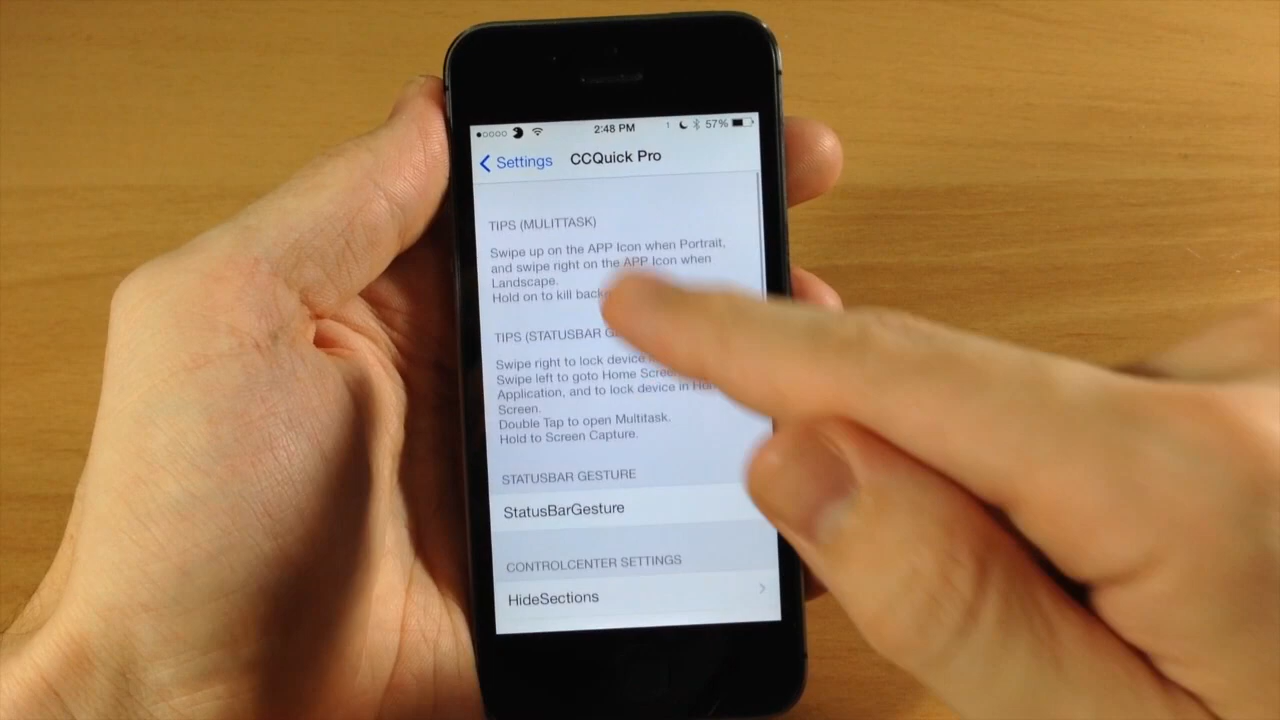 2:48 PM 57%
Settings CCQuick Pro
TIPS (MULITTASK)
Swipe up on the APP Icon when Portrait,
and swipe right on the APP Icon when
Landscape.
Hold on to kill
TIPS (STATUSBAR
Swipe right to lock device
Swipe left to goto Home
Application, and to lock device in
Screen.
Double Tap to open Multitask.
Hold to Screen Capture.
STATUSBAR GESTURE
StatusBarGesture
CONTROLCENTER SETTINGS
HideSections